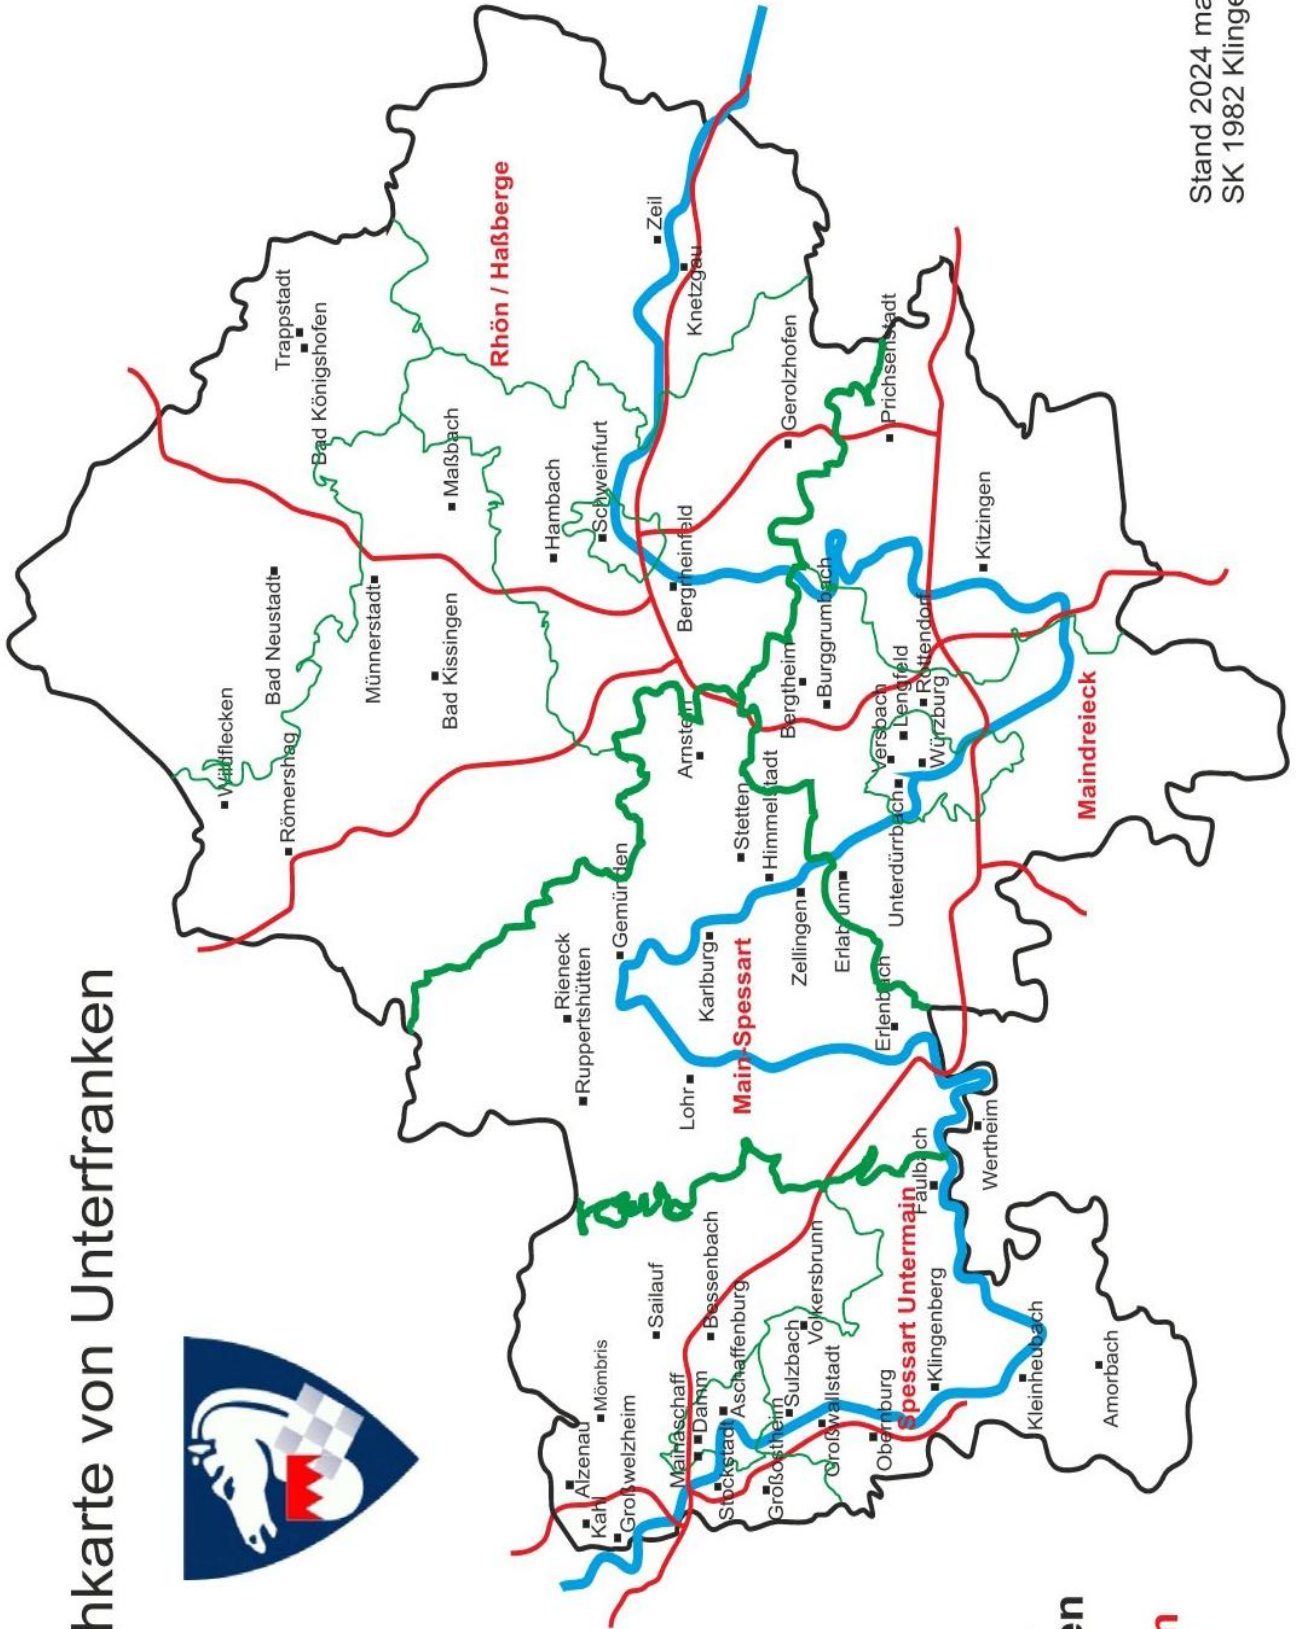 hkarte von Unterfranken
Trappstadt
Bad Königshofen
Wildflecken
Bad Neustadt
Römershag
Münnerstadt
Maßbach
Bad Kissingen
Rhön / Haßberge
Hambach
Schweinfurt
Zeil
Knetzgau
Bergrheinfeld
Gerolzhofen
Prichsenstadt
Rieneck
Ruppertshütten
Gemünden
Arnstein
Bergtheim
Burggrumbach
Kitzingen
Stetten
Himmelstadt
Karlburg
Lohr
Main-Spessart
Zellingen
Erlabrunn
Versbach
Lengfeld
Rottendorf
Würzburg
Unterdürrbach
Erlenbach
Maindreieck
Wertheim
Faulbach
Spessart Untermain
Sailauf
Bessenbach
Aschaffenburg
Volkersbrunn
Mömbris
Alzenau
Kahl
Großwelzheim
Mainaschaff
Damm
Stockstadt
Großostheim
Sulzbach
Großwallstadt
Obernburg
Klingenberg
Kleinheubach
Amorbach
Stand 2024 ma
SK 1982 Klinge
en
n